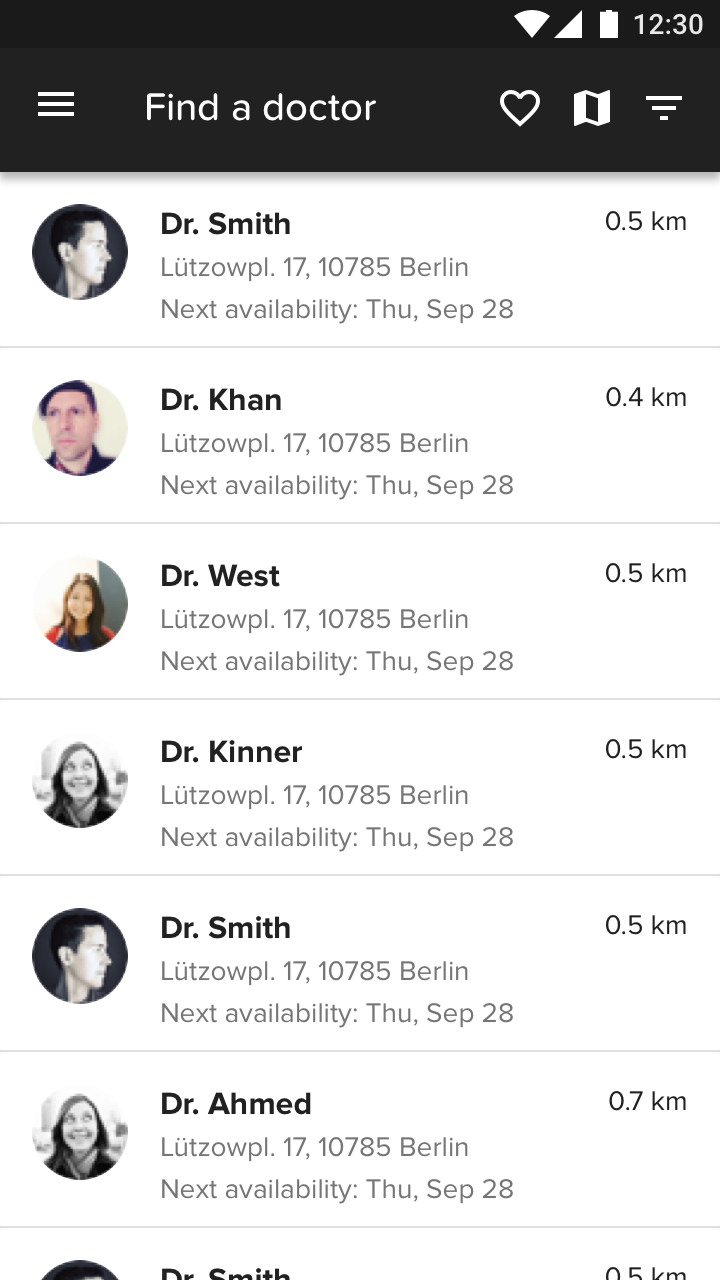 12:30
Find a doctor
Dr. Smith 0.5 km
Lützowpl. 17, 10785 Berlin
Next availability: Thu, Sep 28
Dr. Khan 0.4 km
Lützowpl. 17, 10785 Berlin
Next availability: Thu, Sep 28
Dr. West 0.5 km
Lützowpl. 17, 10785 Berlin
Next availability: Thu, Sep 28
Dr. Kinner 0.5 km
Lützowpl. 17, 10785 Berlin
Next availability: Thu, Sep 28
Dr. Smith 0.5 km
Lützowpl. 17, 10785 Berlin
Next availability: Thu, Sep 28
Dr. Ahmed 0.7 km
Lützowpl. 17, 10785 Berlin
Next availability: Thu, Sep 28
Dr. Smith 0.5 km